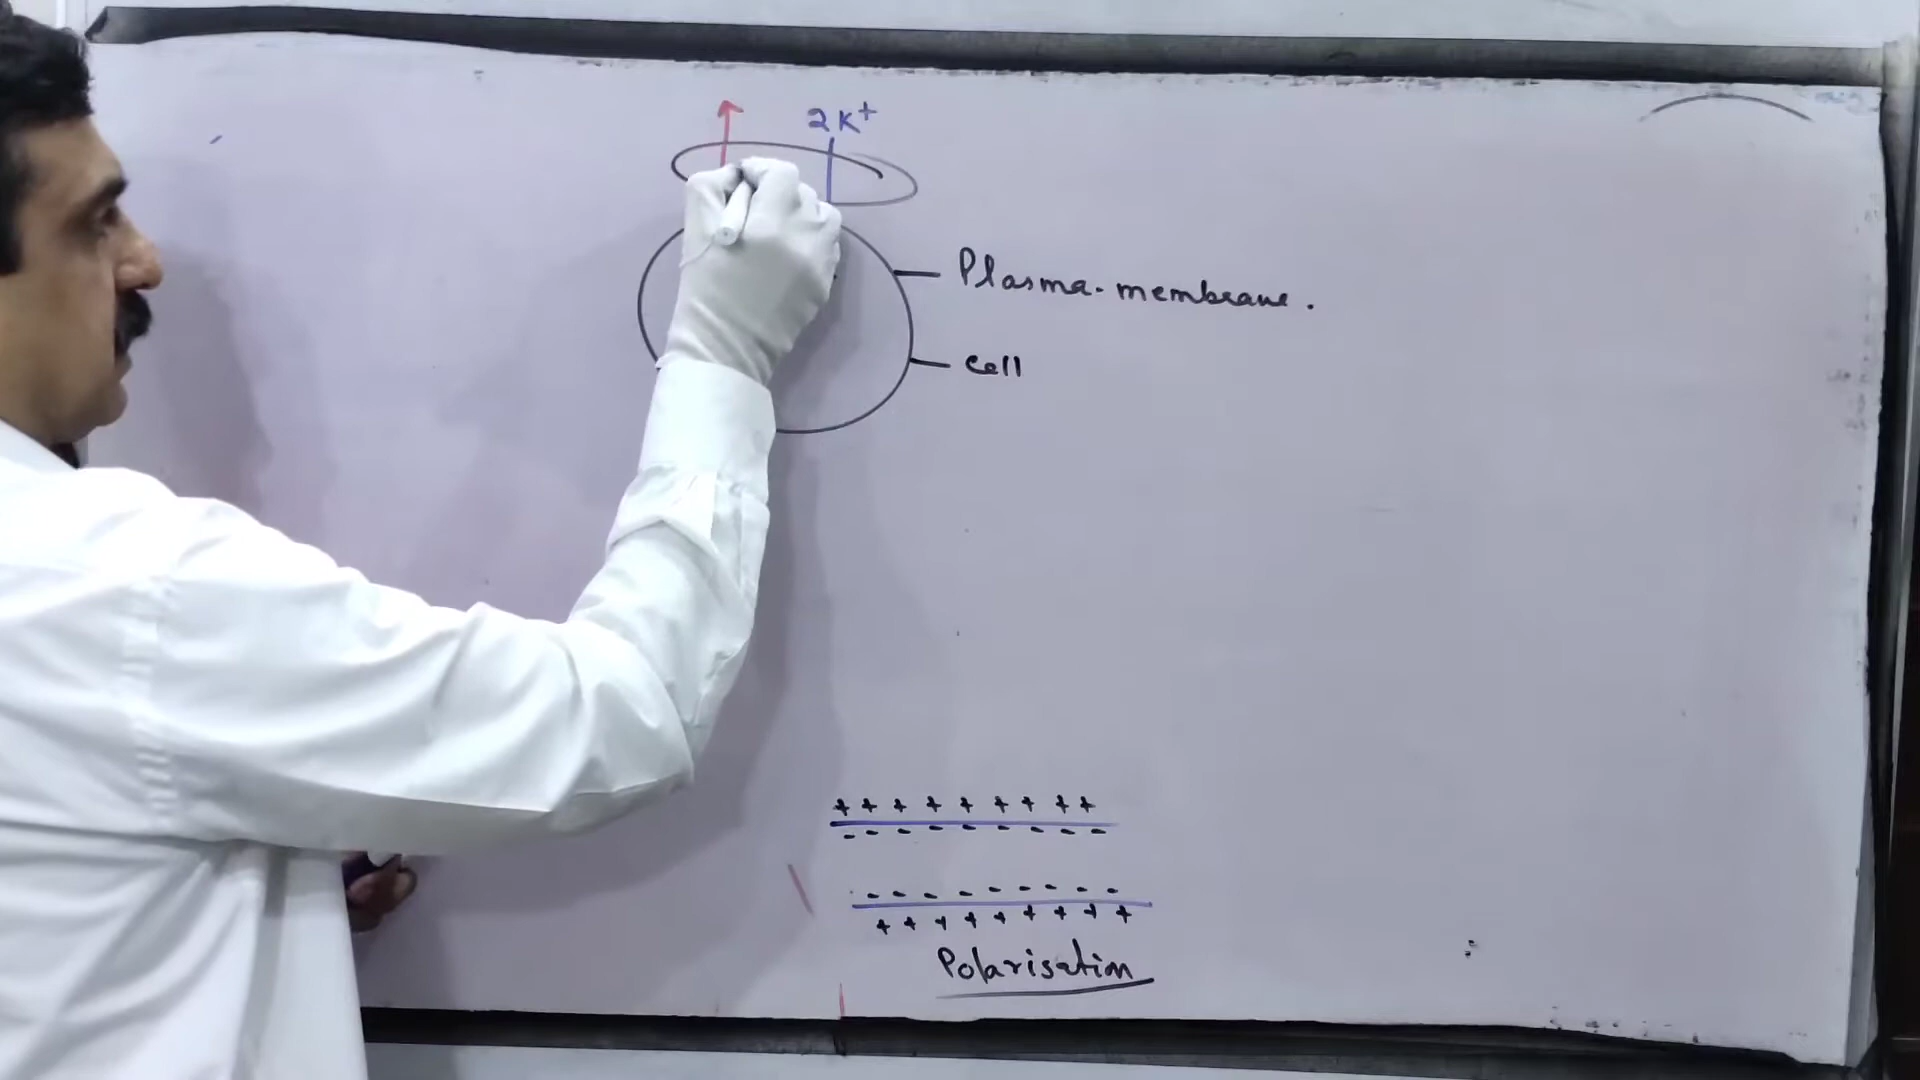 2K+
Plasma-membrane.
Cell
+ + + + + + + + +
- - - - - - - - -
- - - - - - - - -
+ + + + + + + + +
Polarisation